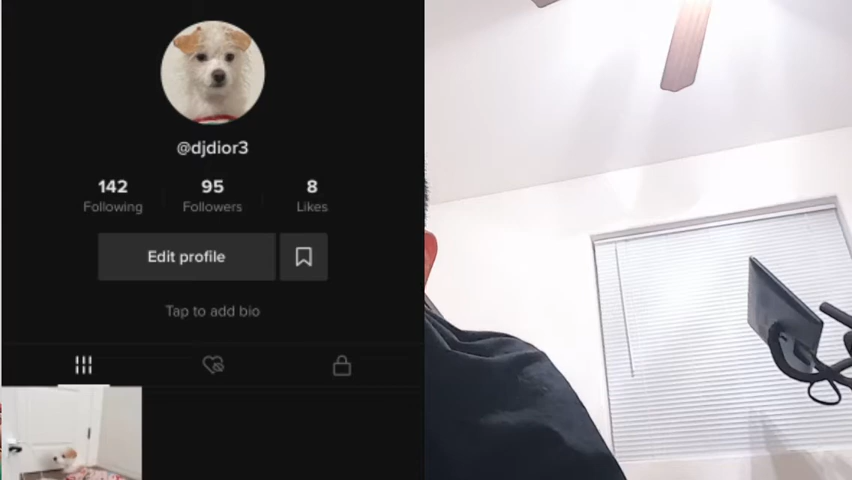 @djdior3
142 95 8
Following Followers Likes
Edit profile
Tap to add bio